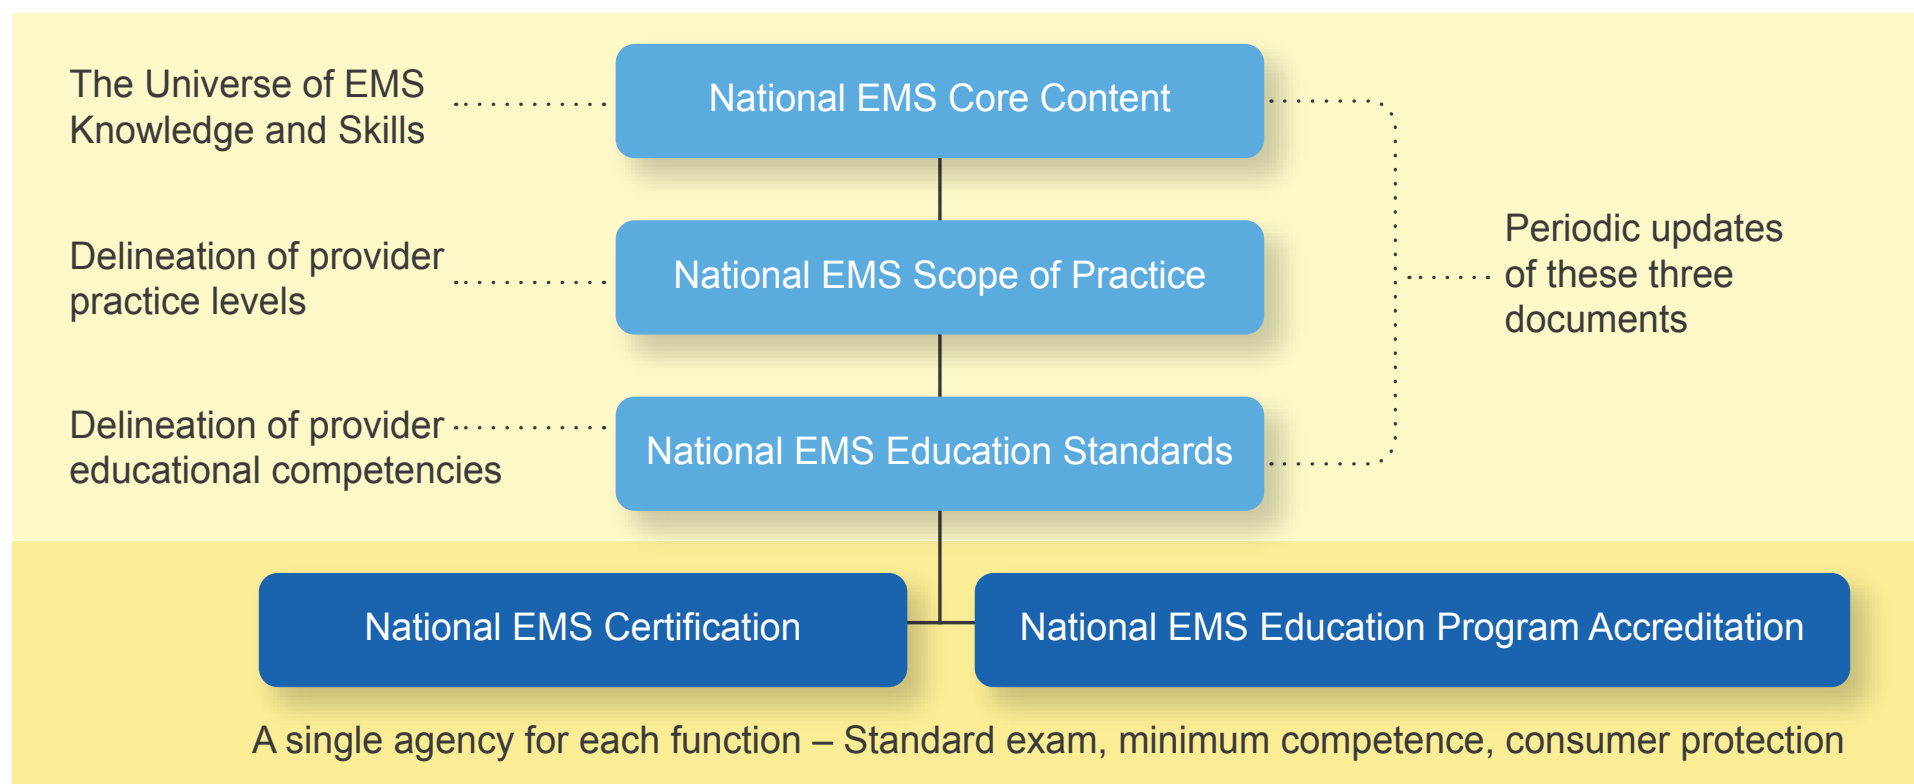 The Universe of EMS
Knowledge and Skills
National EMS Core Content
Delineation of provider
practice levels
National EMS Scope of Practice
Periodic updates
of these three
documents
Delineation of provider
educational competencies
National EMS Education Standards
National EMS Certification
National EMS Education Program Accreditation
A single agency for each function – Standard exam, minimum competence, consumer protection